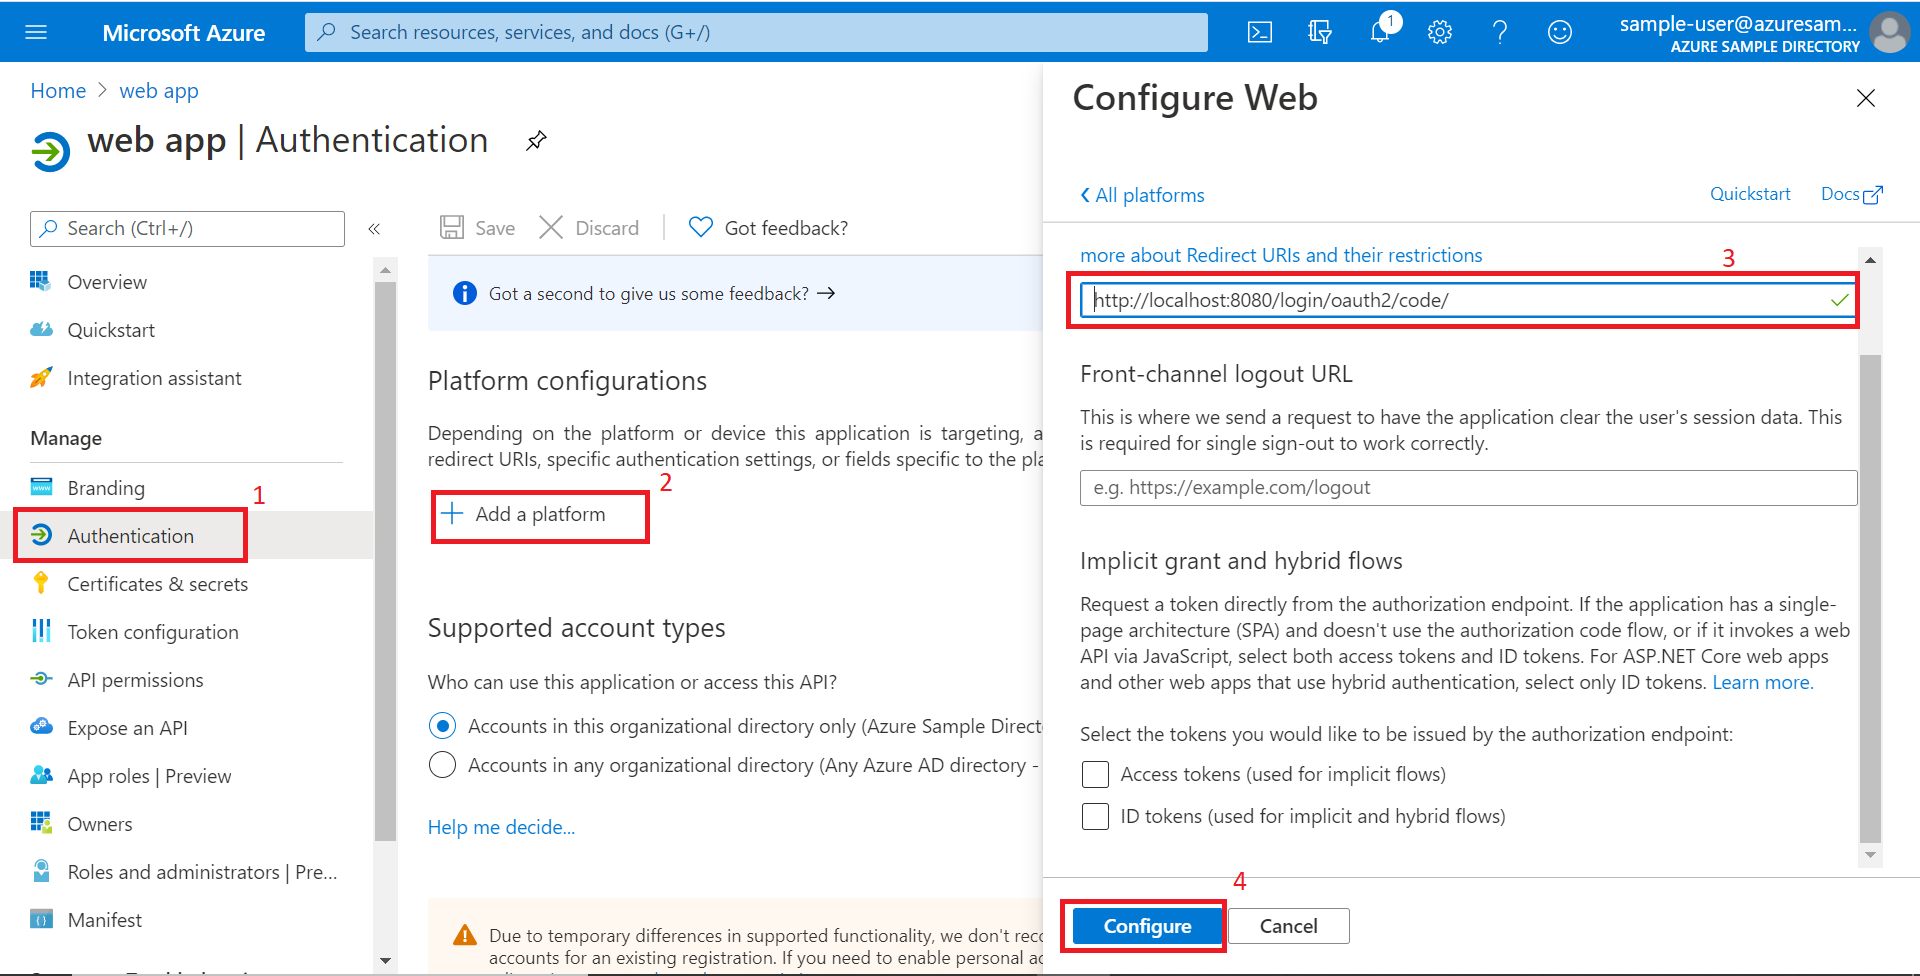 Microsoft Azure
Search resources, services, and docs (G+/)
1
sample-user@azuresam...
AZURE SAMPLE DIRECTORY
Home > web app
web app | Authentication
Search (Ctrl+/)
«
Overview
Quickstart
Integration assistant
Manage
Branding
1
Authentication
Certificates & secrets
Token configuration
API permissions
Expose an API
App roles | Preview
Owners
Roles and administrators | Pre...
Manifest
Save
Discard
Got feedback?
Got a second to give us some feedback? →
Platform configurations
Depending on the platform or device this application is targeting, a
redirect URIs, specific authentication settings, or fields specific to the pla
2
+ Add a platform
Supported account types
Who can use this application or access this API?
Accounts in this organizational directory only (Azure Sample Direct
Accounts in any organizational directory (Any Azure AD directory -
Help me decide...
Due to temporary differences in supported functionality, we don't reco
accounts for an existing registration. If you need to enable personal ac
Configure Web
All platforms
Quickstart
Docs
more about Redirect URIs and their restrictions
3
http://localhost:8080/login/oauth2/code/
Front-channel logout URL
This is where we send a request to have the application clear the user's session data. This
is required for single sign-out to work correctly.
e.g. https://example.com/logout
Implicit grant and hybrid flows
Request a token directly from the authorization endpoint. If the application has a single-
page architecture (SPA) and doesn't use the authorization code flow, or if it invokes a web
API via JavaScript, select both access tokens and ID tokens. For ASP.NET Core web apps
and other web apps that use hybrid authentication, select only ID tokens. Learn more.
Select the tokens you would like to be issued by the authorization endpoint:
Access tokens (used for implicit flows)
ID tokens (used for implicit and hybrid flows)
4
Configure
Cancel